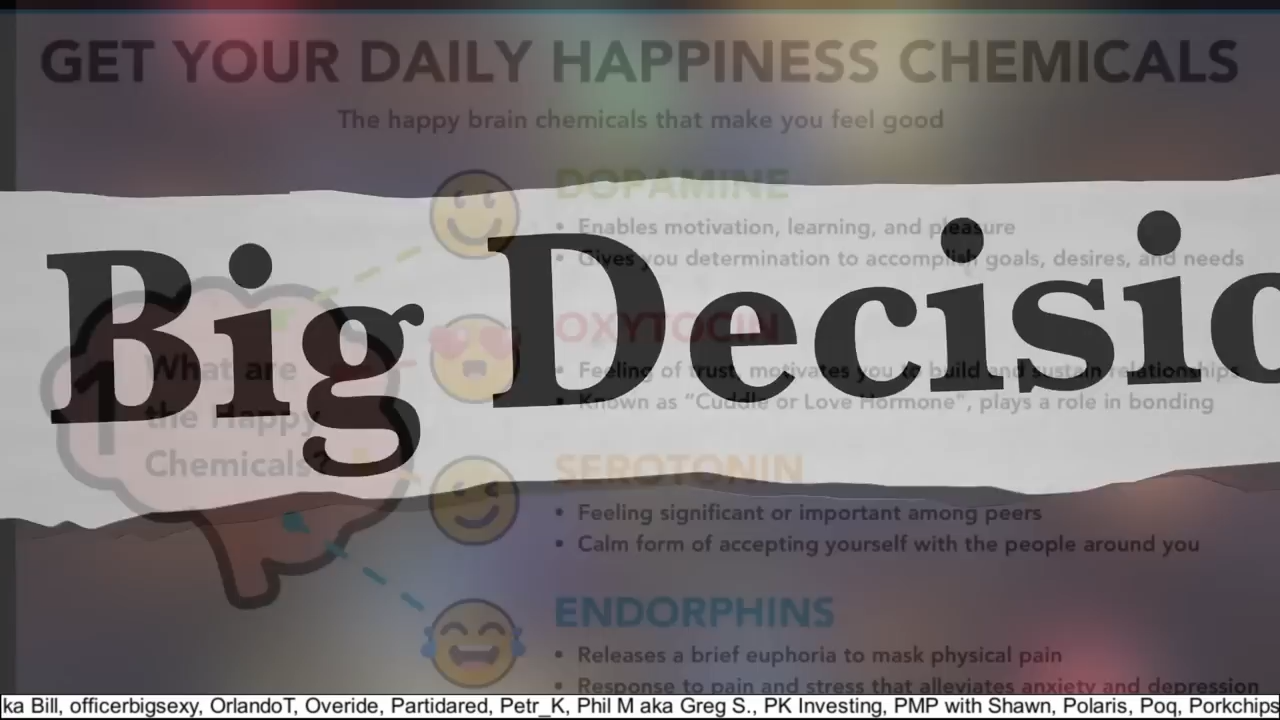 GET YOUR DAILY HAPPINESS CHEMICALS
The happy brain chemicals that make you feel good
DOPAMINE
• Enables motivation, learning, and pleasure
• Gives you determination to accomplish goals, desires, and needs
Big Decisio
1
What are
the Happy
Chemicals?
OXYTOCIN
• Feeling of trust, motivates you to build and sustain relationships
• Known as “Cuddle or Love Hormone”, plays a role in bonding
SEROTONIN
• Feeling significant or important among peers
• Calm form of accepting yourself with the people around you
ENDORPHINS
• Releases a brief euphoria to mask physical pain
• Response to pain and stress that alleviates anxiety and depression
ka Bill, officerbigsexy, OrlandoT, Overide, Partidared, Petr_K, Phil M aka Greg S., PK Investing, PMP with Shawn, Polaris, Poq, Porkchips